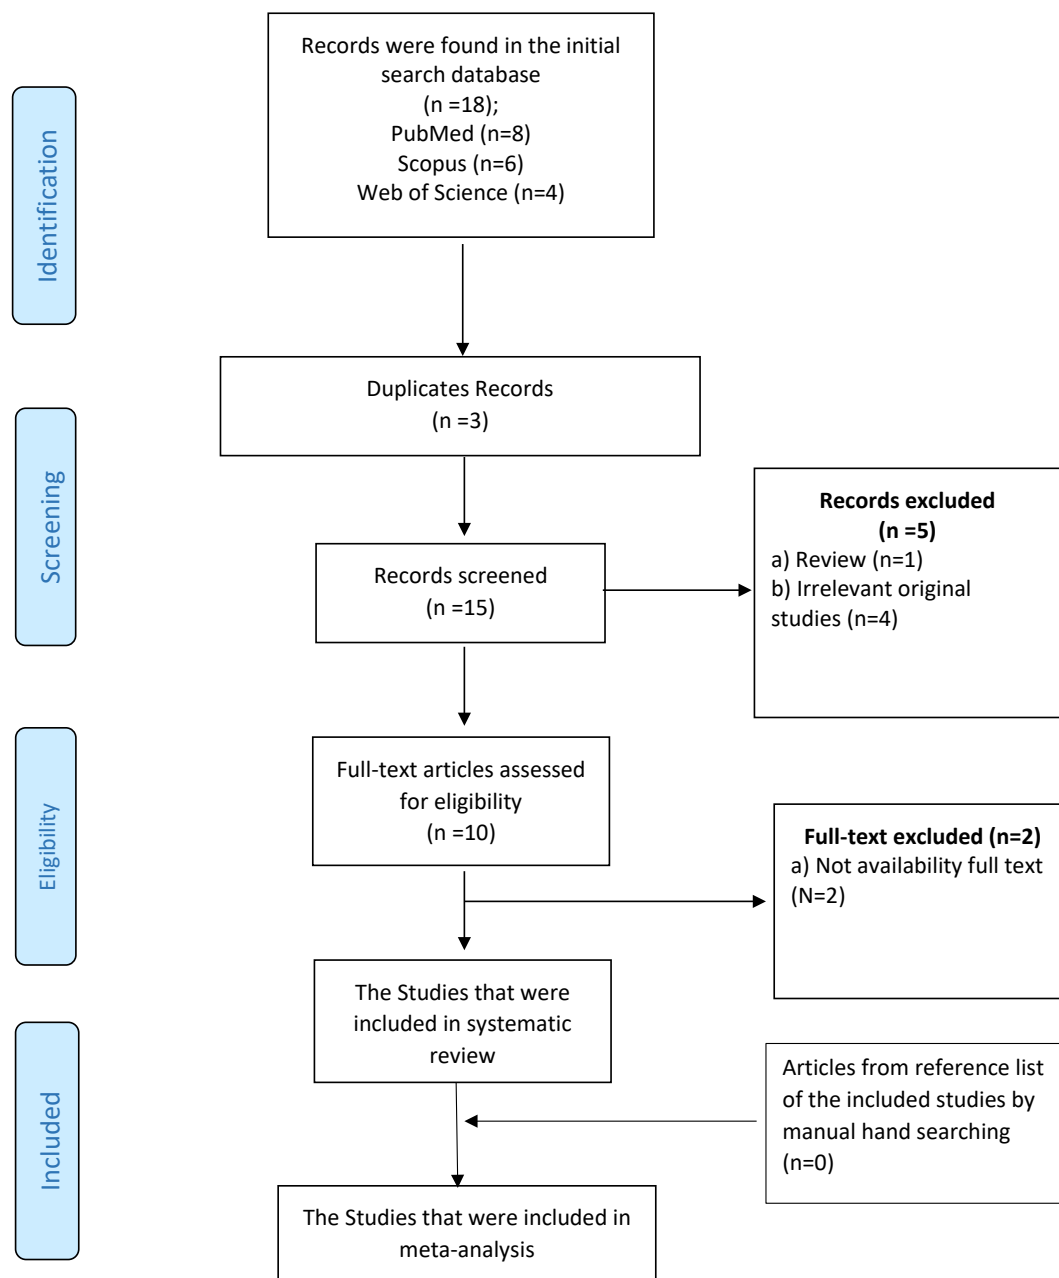 Records were found in the initial
search database
(n =18);
PubMed (n=8)
Scopus (n=6)
Web of Science (n=4)
Identification
Duplicates Records
(n =3)
Screening
Records screened
(n =15)
Records excluded
(n =5)
a) Review (n=1)
b) Irrelevant original
studies (n=4)
Eligibility
Full-text articles assessed
for eligibility
(n =10)
Full-text excluded (n=2)
a) Not availability full text
(N=2)
The Studies that were
included in systematic
review
Included
Articles from reference list
of the included studies by
manual hand searching
(n=0)
The Studies that were included in
meta-analysis